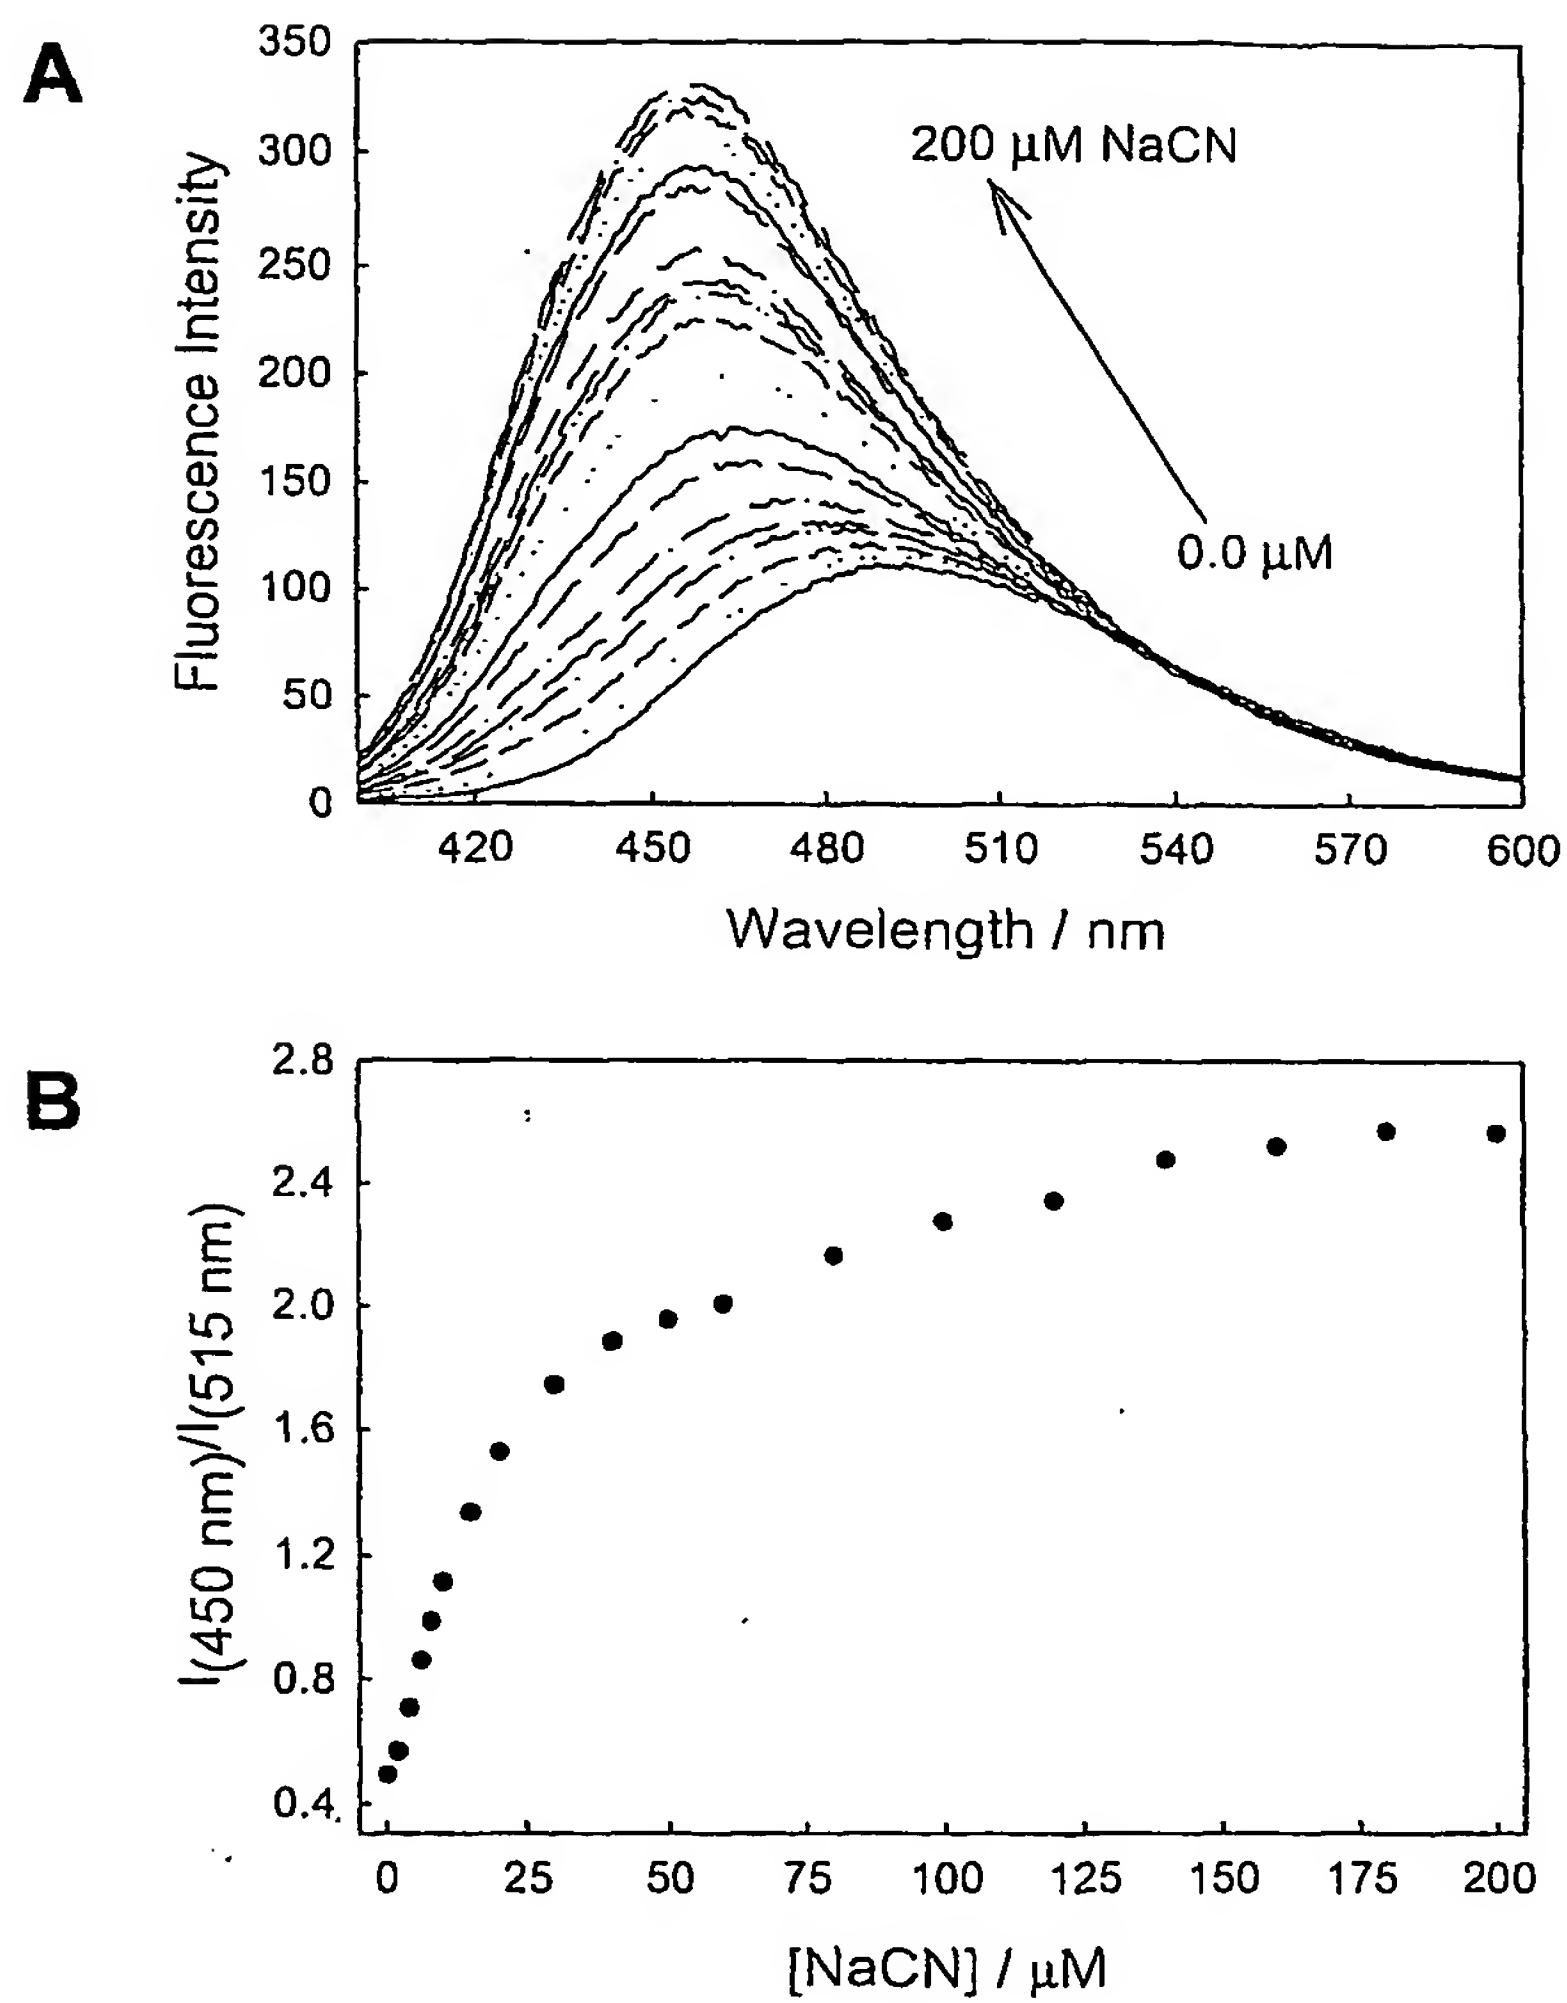 A
350
300
250
200
150
100
50
0
Fluorescence Intensity
200 μM NaCN
0.0 μM
420 450 480 510 540 570 600
Wavelength / nm
B
2.8
2.4
2.0
1.6
1.2
0.8
0.4
I(450 nm)/I(515 nm)
0 25 50 75 100 125 150 175 200
[NaCN] / μM